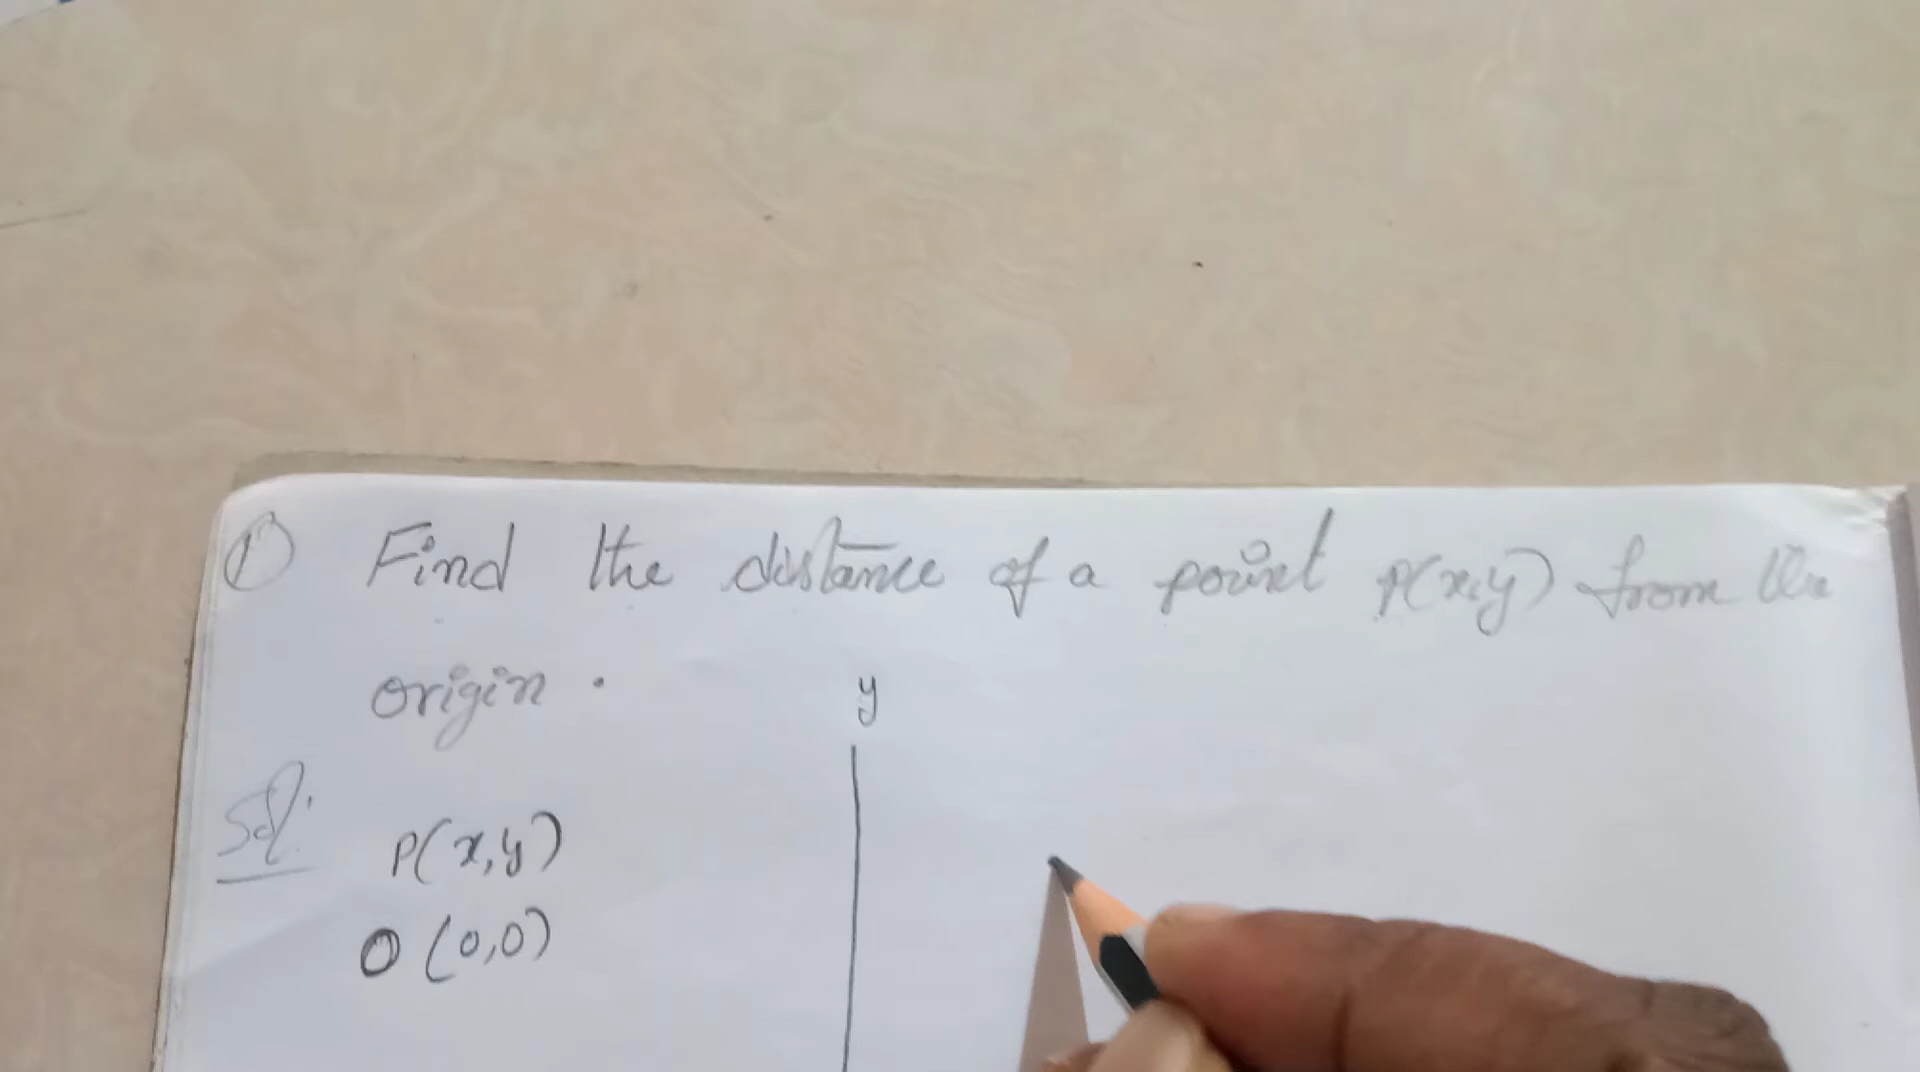 ① Find the distance of a point P(x,y) from the
origin .
y
Sol.
P(x,y)
O (0,0)